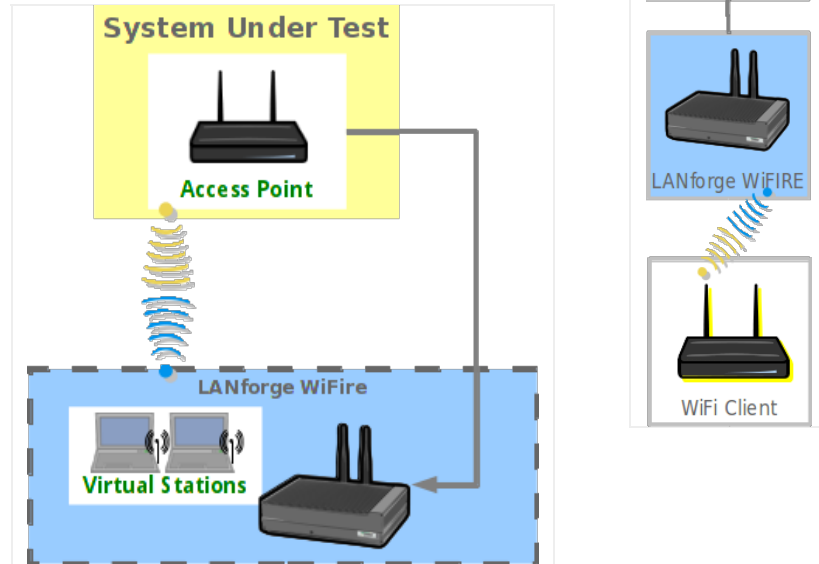 System Under Test
Access Point
LANforge WiFire
Virtual Stations
LANforge WiFIRE
WiFi Client